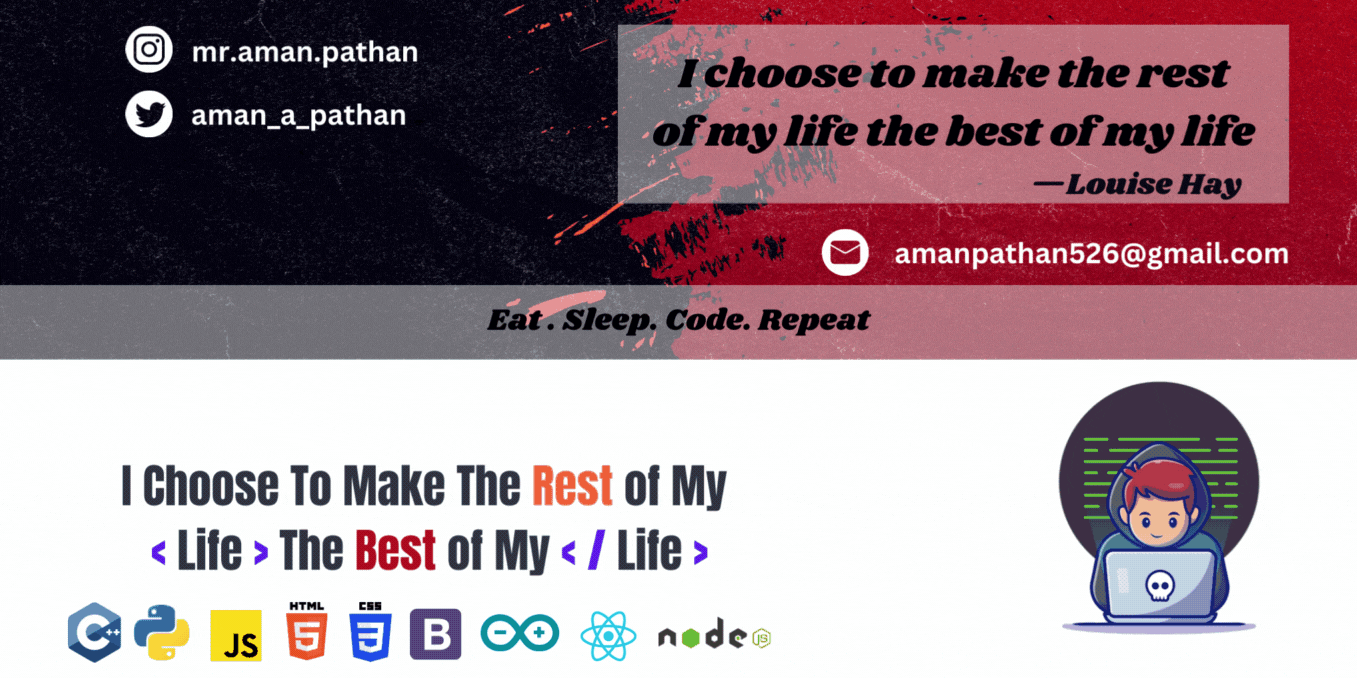 mr.aman.pathan
aman_a_pathan
I choose to make the rest
of my life the best of my life
—Louise Hay
amanpathan526@gmail.com
Eat . Sleep. Code. Repeat
I Choose To Make The Rest of My
< Life > The Best of My < / Life >
C++ JS HTML 5 CSS 3 B - + node JS